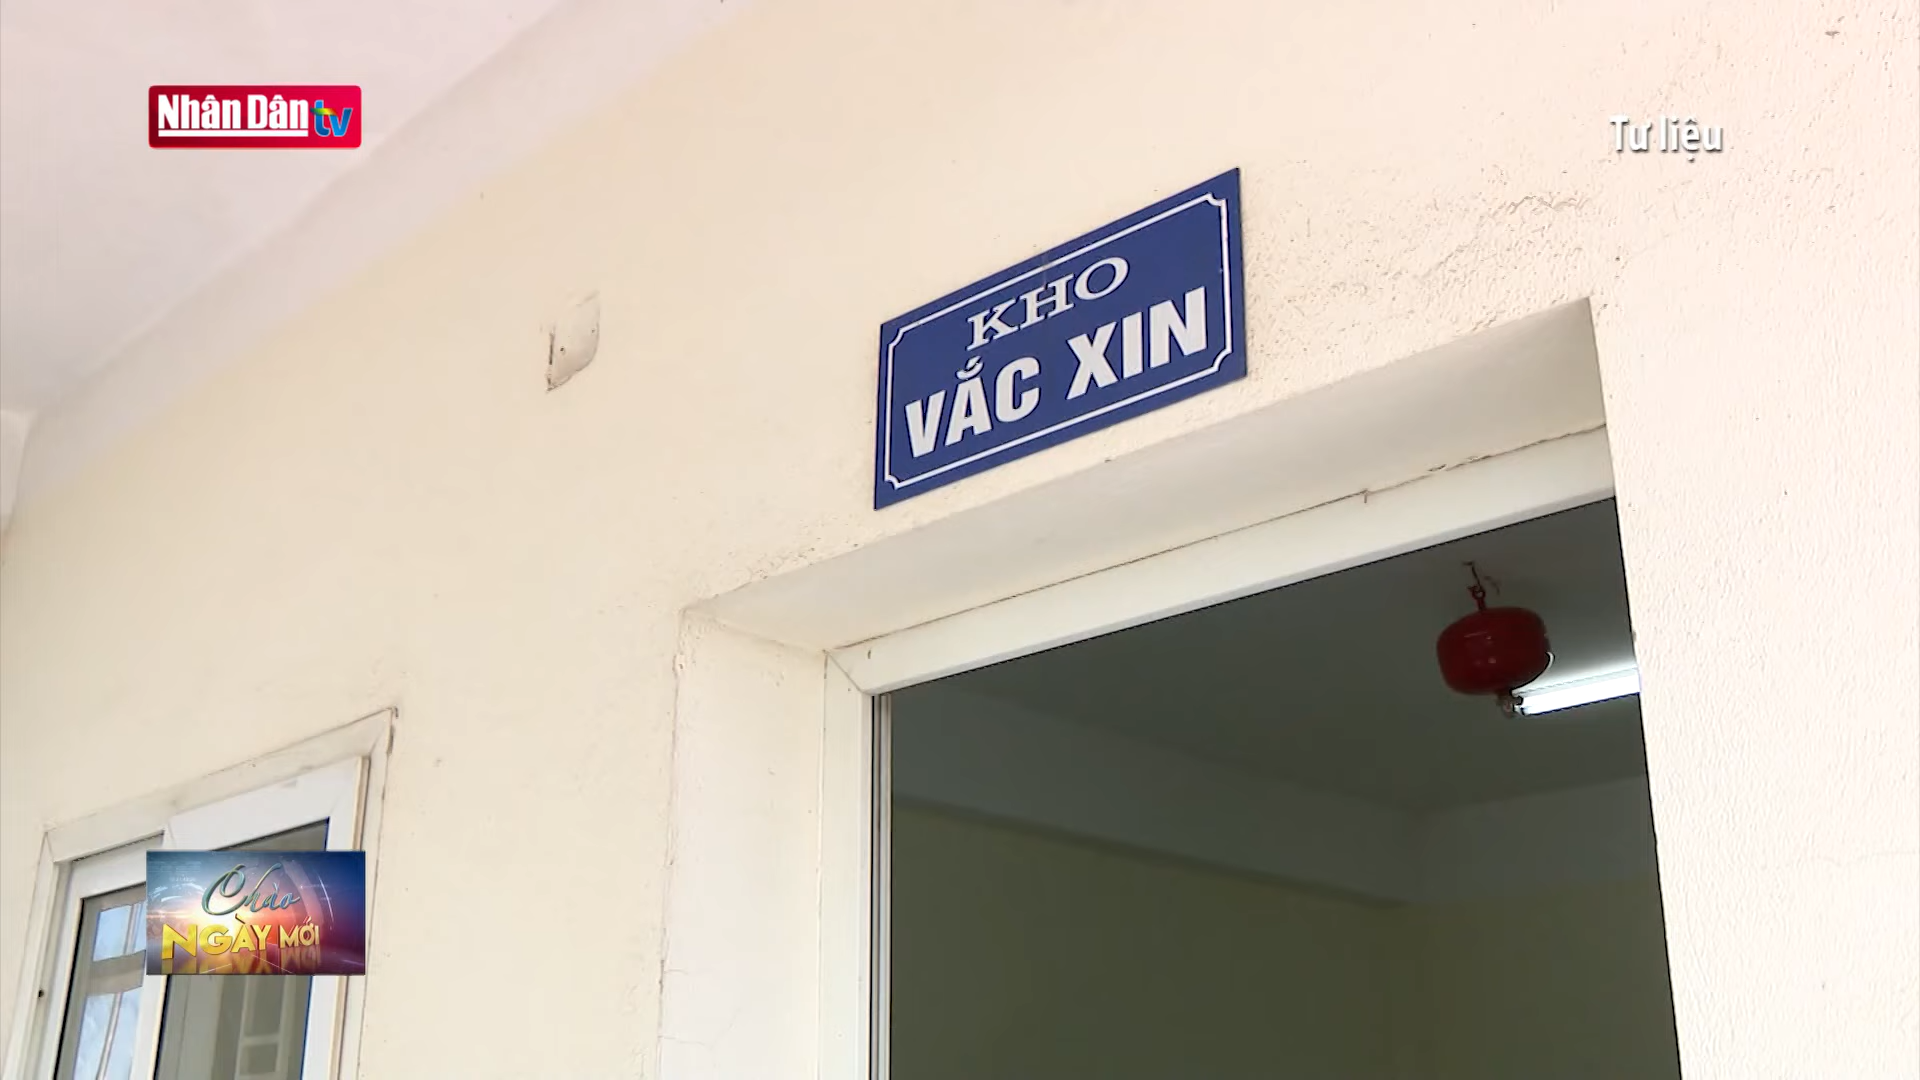 Nhân Dân tv
Tư liệu
KHO
VẮC XIN
Chào
NGÀY MỚI